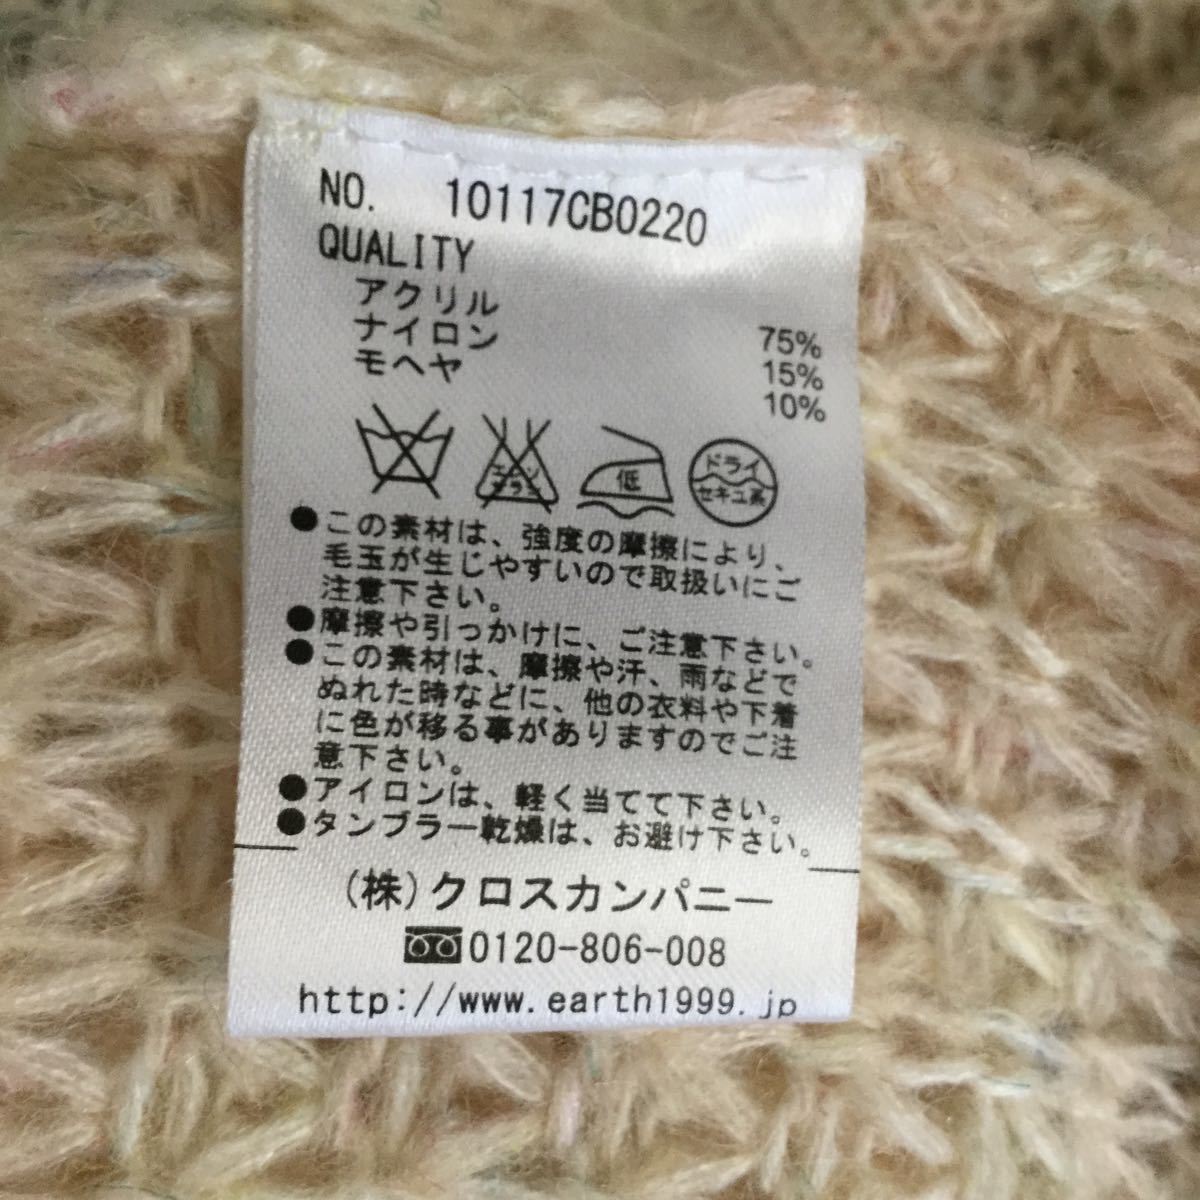 NO. 10117CB0220
QUALITY
アクリル 75%
ナイロン 15%
モヘヤ 10%
エンソ
サラシ
低
ドライ
セキユ系
●この素材は、強度の摩擦により、
毛玉が生じやすいので取扱いにご
注意下さい。
●摩擦や引っかけに、ご注意下さい。
●この素材は、摩擦や汗、雨などで
ぬれた時などに、他の衣料や下着
に色が移る事がありますのでご注
意下さい。
●アイロンは、軽く当てて下さい。
●タンブラー乾燥は、お避け下さい。
(株)クロスカンパニー
0120-806-008
http://www.earth1999.jp